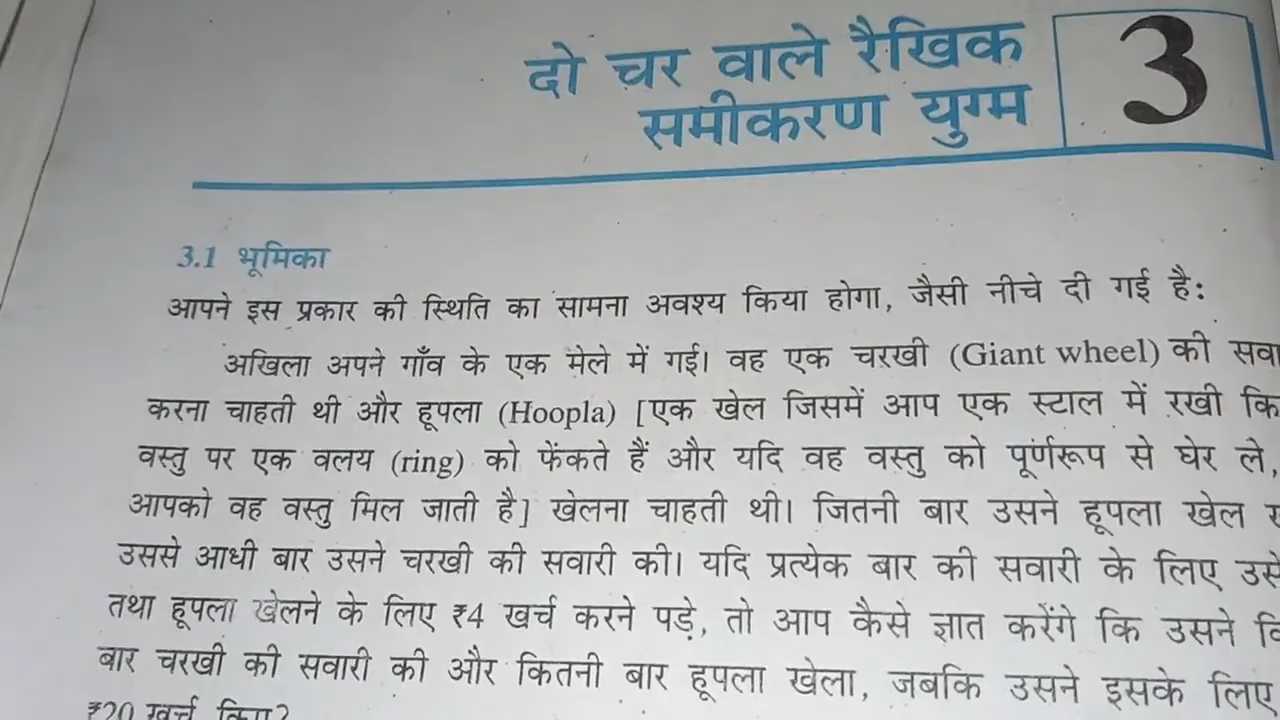 दो चर वाले रैखिक
समीकरण युग्म
3
3.1 भूमिका
आपने इस प्रकार की स्थिति का सामना अवश्य किया होगा, जैसी नीचे दी गई है:
अखिला अपने गाँव के एक मेले में गई। वह एक चरखी (Giant wheel) की
करना चाहती थी और हूपला (Hoopla) [एक खेल जिसमें आप एक स्टाल में रखी
वस्तु पर एक वलय (ring) को फेंकते हैं और यदि वह वस्तु को पूर्णरूप से घेर ले,
आपको वह वस्तु मिल जाती है] खेलना चाहती थी। जितनी बार उसने हूपला खेल
उससे आधी बार उसने चरखी की सवारी की। यदि प्रत्येक बार की सवारी के लिए
तथा हूपला खेलने के लिए ₹4 खर्च करने पड़े, तो आप कैसे ज्ञात करेंगे कि उसने
बार चरखी की सवारी की और कितनी बार हूपला खेला, जबकि उसने इसके लिए
₹20 खर्च किए?